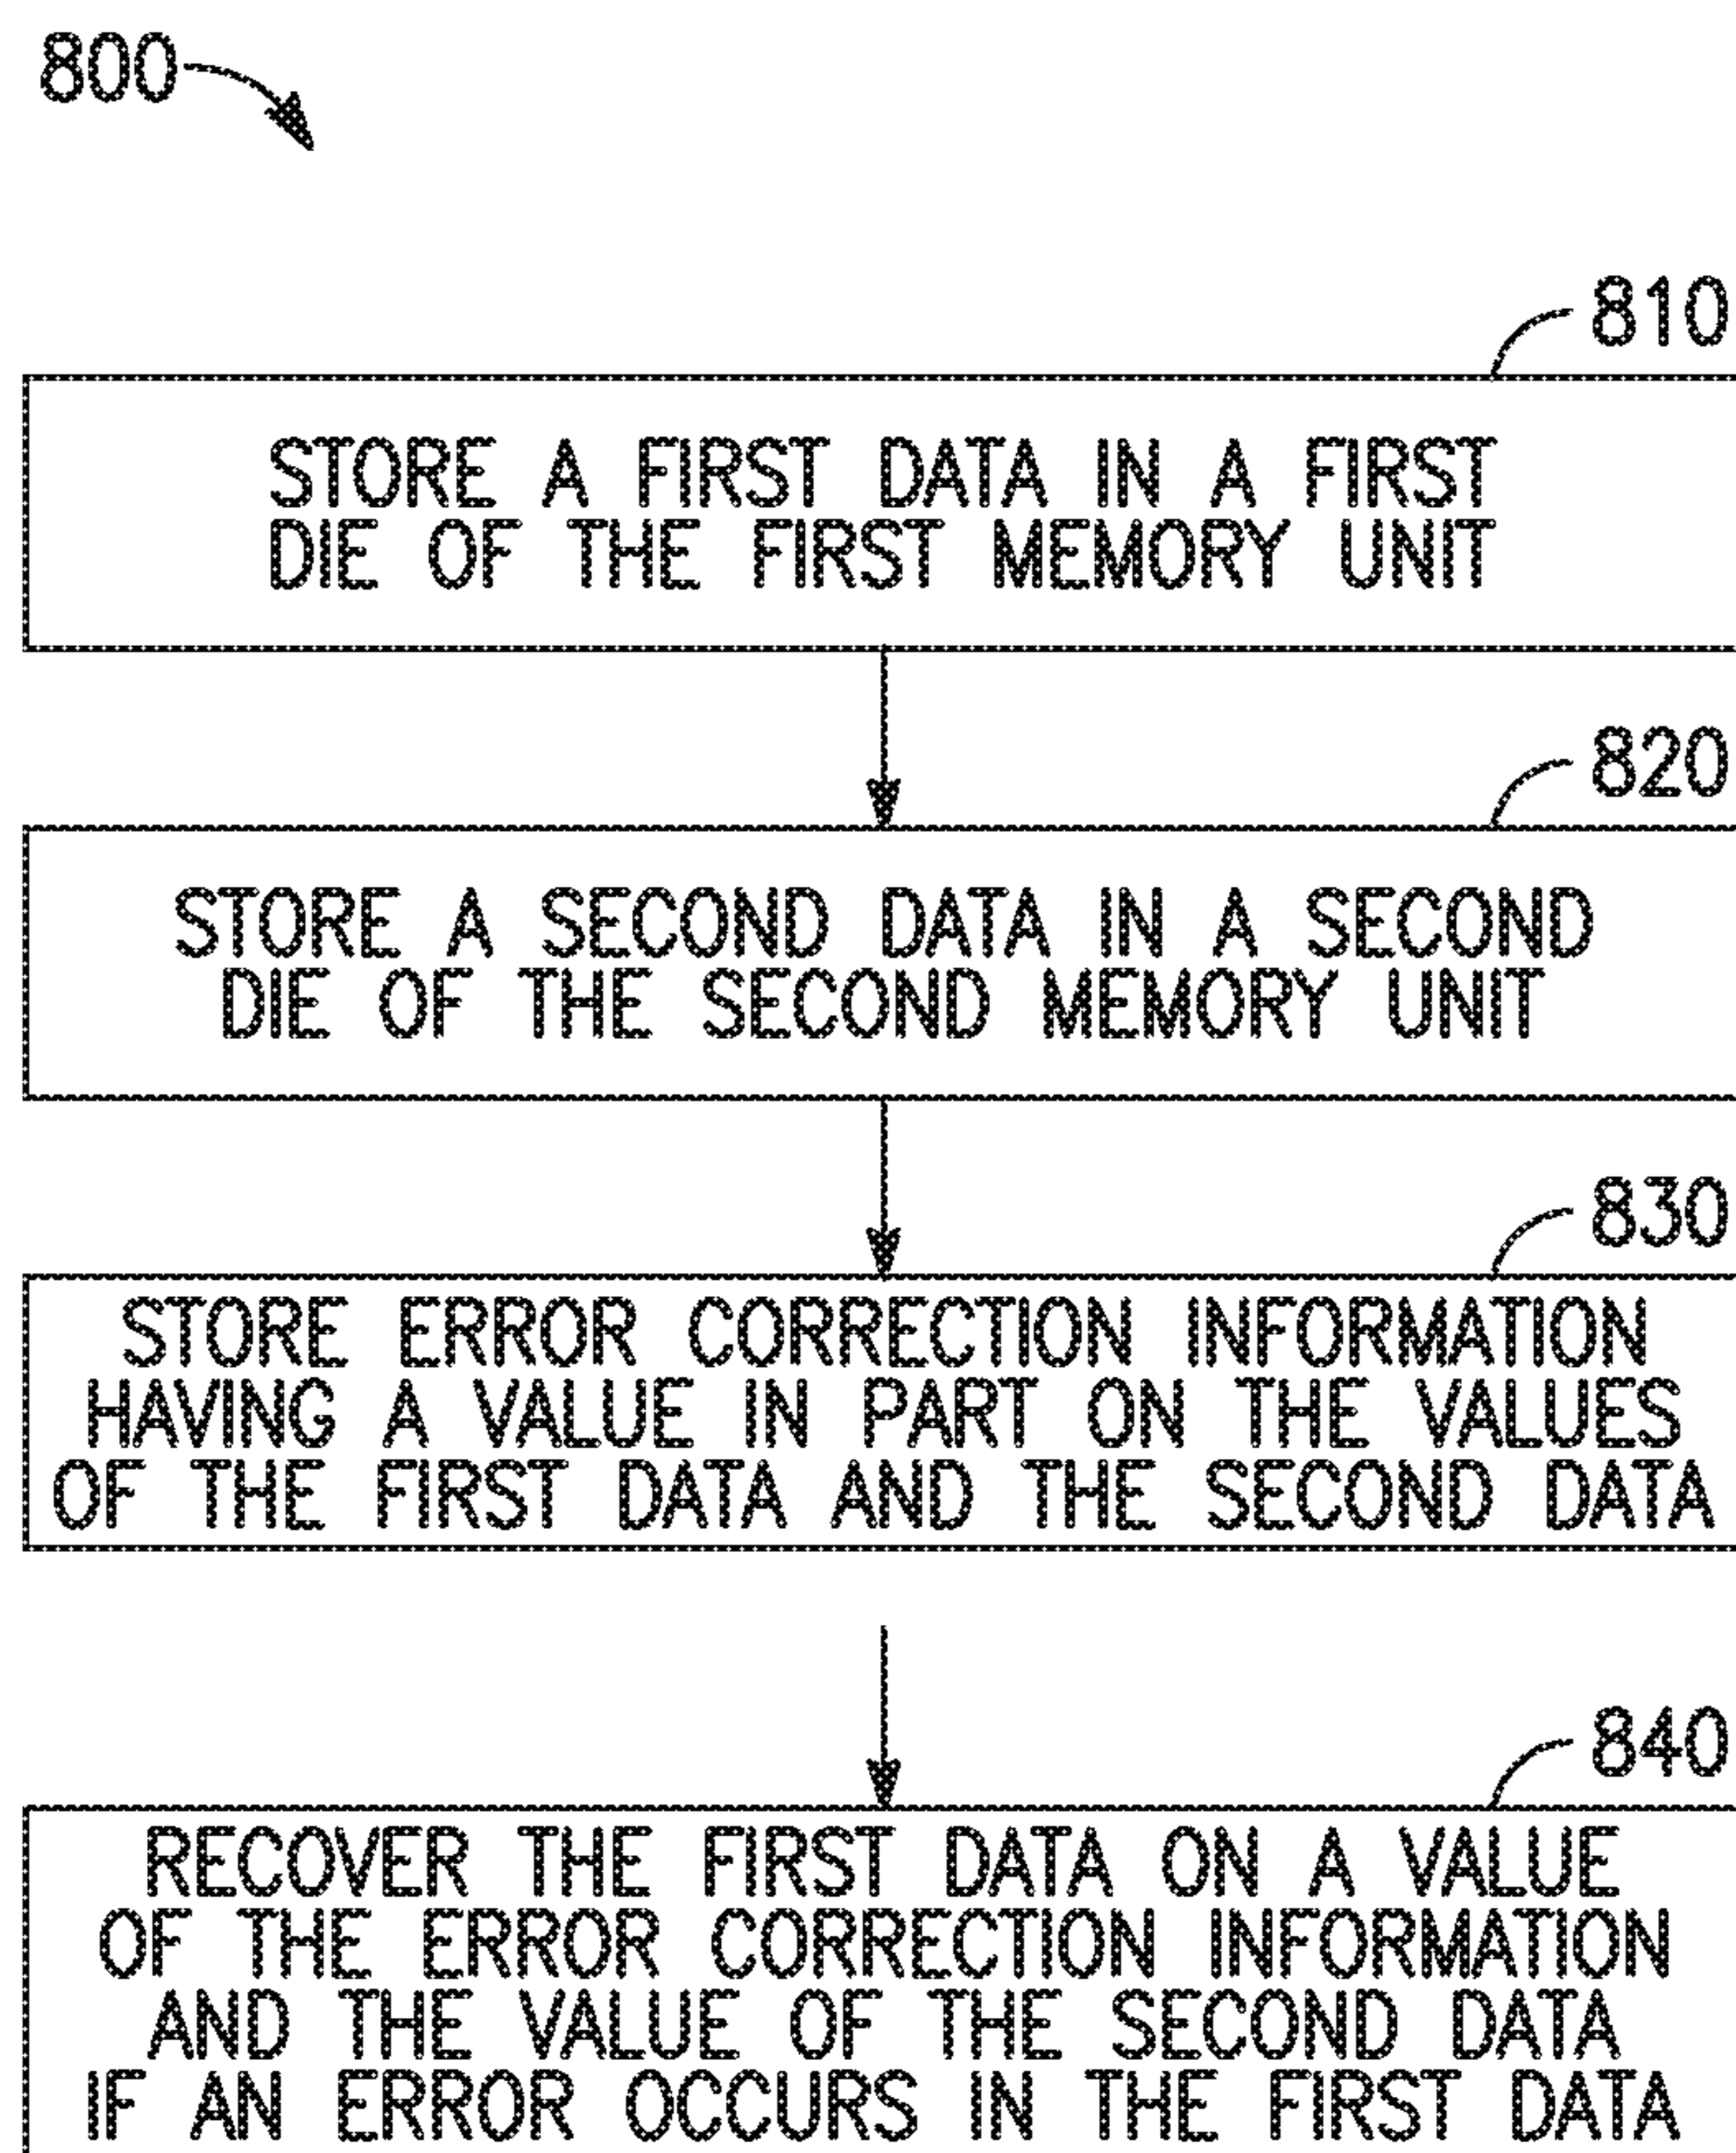 800
810
STORE A FIRST DATA IN A FIRST
DIE OF THE FIRST MEMORY UNIT
820
STORE A SECOND DATA IN A SECOND
DIE OF THE SECOND MEMORY UNIT
830
STORE ERROR CORRECTION INFORMATION
HAVING A VALUE IN PART ON THE VALUES
OF THE FIRST DATA AND THE SECOND DATA
840
RECOVER THE FIRST DATA ON A VALUE
OF THE ERROR CORRECTION INFORMATION
AND THE VALUE OF THE SECOND DATA
IF AN ERROR OCCURS IN THE FIRST DATA